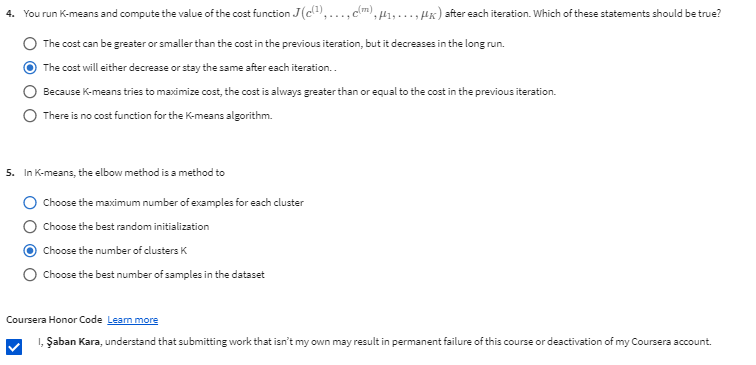 4. You run K-means and compute the value of the cost function J(c⁽¹⁾, . . . , c⁽ᵐ⁾, μ₁, . . . , μ_K) after each iteration. Which of these statements should be true?
The cost can be greater or smaller than the cost in the previous iteration, but it decreases in the long run.
The cost will either decrease or stay the same after each iteration. .
Because K-means tries to maximize cost, the cost is always greater than or equal to the cost in the previous iteration.
There is no cost function for the K-means algorithm.
5. In K-means, the elbow method is a method to
Choose the maximum number of examples for each cluster
Choose the best random initialization
Choose the number of clusters K
Choose the best number of samples in the dataset
Coursera Honor Code Learn more
I, Şaban Kara, understand that submitting work that isn't my own may result in permanent failure of this course or deactivation of my Coursera account.